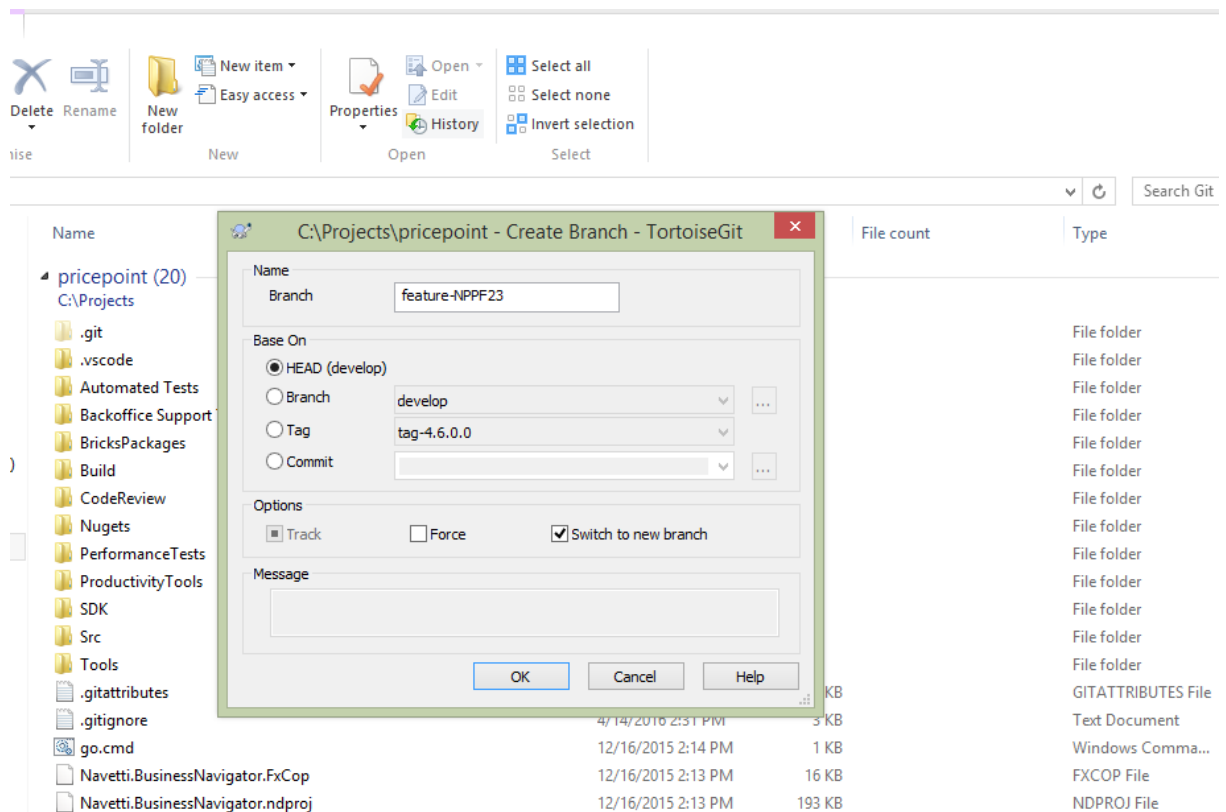 Delete Rename
New folder
New item
Easy access
Properties
Open
Edit
History
Select all
Select none
Invert selection
New
Open
Select
Search Git
Name
File count
Type
C:\Projects\pricepoint - Create Branch - TortoiseGit
Name
Branch feature-NPPF23
Base On
HEAD (develop)
Branch develop ...
Tag tag-4.6.0.0
Commit ...
Options
Track Force Switch to new branch
Message
OK Cancel Help
pricepoint (20)
C:\Projects
.git File folder
.vscode File folder
Automated Tests File folder
Backoffice Support File folder
BricksPackages File folder
Build File folder
CodeReview File folder
Nugets File folder
PerformanceTests File folder
ProductivityTools File folder
SDK File folder
Src File folder
Tools File folder
.gitattributes KB GITATTRIBUTES File
.gitignore 4/14/2016 2:31 PM 3 KB Text Document
go.cmd 12/16/2015 2:14 PM 1 KB Windows Comma...
Navetti.BusinessNavigator.FxCop 12/16/2015 2:13 PM 16 KB FXCOP File
Navetti.BusinessNavigator.ndproj 12/16/2015 2:13 PM 193 KB NDPROJ File